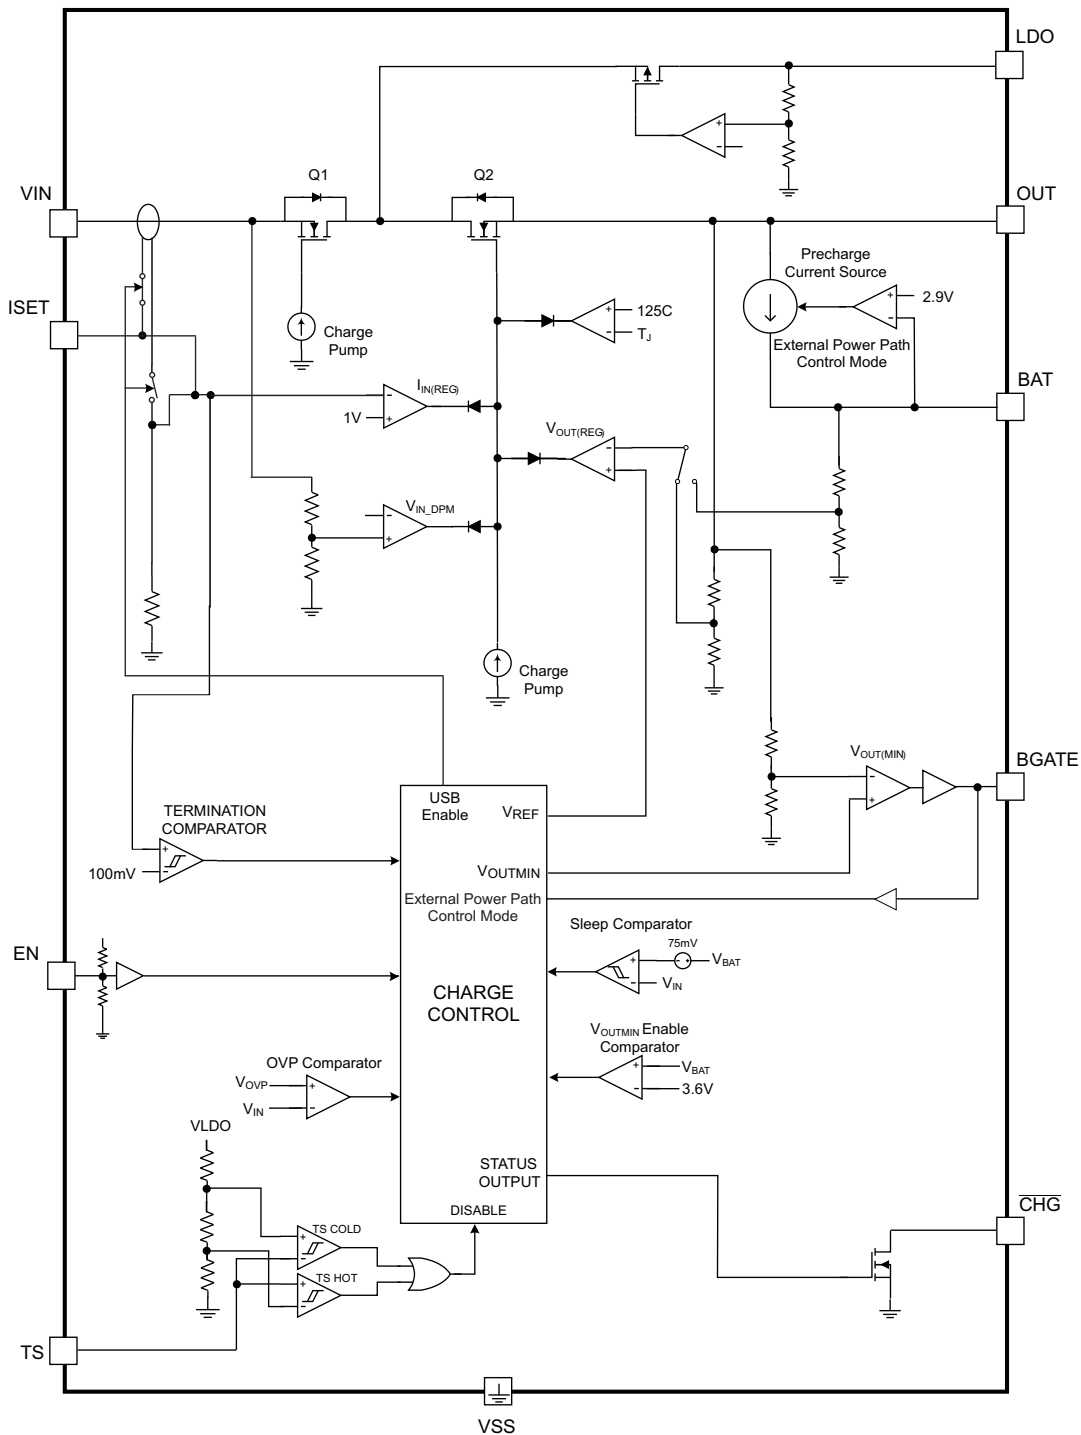 LDO
Q1
Q2
VIN
OUT
Precharge
Current Source
+
-
2.9V
ISET
+
-
125C
TJ
Charge
Pump
External Power Path
Control Mode
BAT
IIN(REG)
-
1V
+
VOUT(REG)
-
+
VIN_DPM
-
+
Charge
Pump
VOUT(MIN)
-
+
BGATE
USB
Enable
VREF
TERMINATION
COMPARATOR
+
100mV
-
VOUTMIN
External Power Path
Control Mode
Sleep Comparator
75mV
+
VBAT
-
VIN
EN
CHARGE
CONTROL
VOUTMIN Enable
Comparator
+
VBAT
-
3.6V
OVP Comparator
VOVP
+
VIN
-
VLDO
STATUS
OUTPUT
DISABLE
CHG
TS COLD
+
-
TS HOT
+
-
TS
VSS